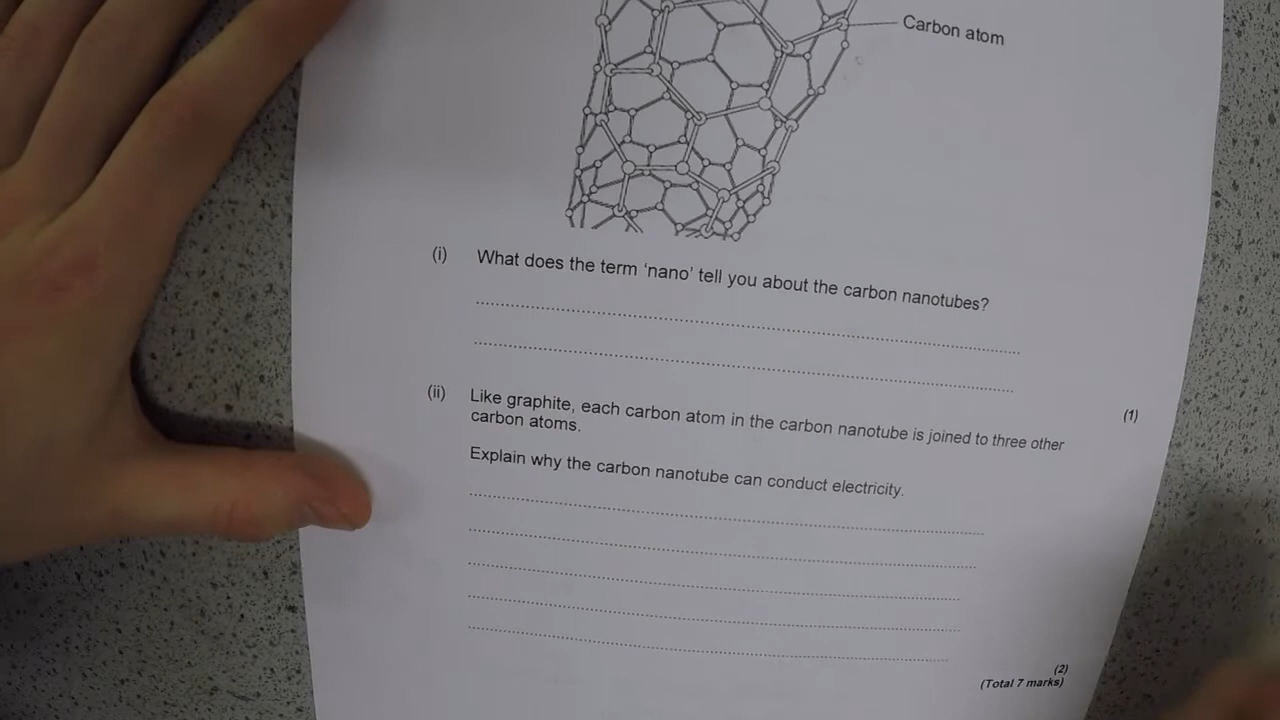 Carbon atom
(i) What does the term ‘nano’ tell you about the carbon nanotubes?
(1)
(ii) Like graphite, each carbon atom in the carbon nanotube is joined to three other
carbon atoms.
Explain why the carbon nanotube can conduct electricity.
(2)
(Total 7 marks)